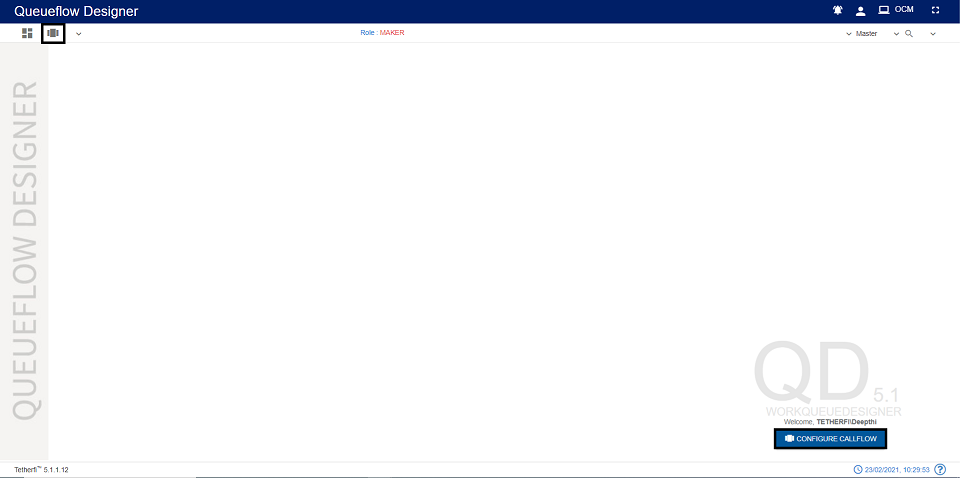 Queueflow Designer
OCM
Role : MAKER
Master
QUEUEFLOW DESIGNER
QD 5.1
WORKQUEUEDESIGNER
Welcome, TETHERFI\Deepthi
CONFIGURE CALLFLOW
Tetherfi™ 5.1.1.12
23/02/2021, 10:29:53 ?